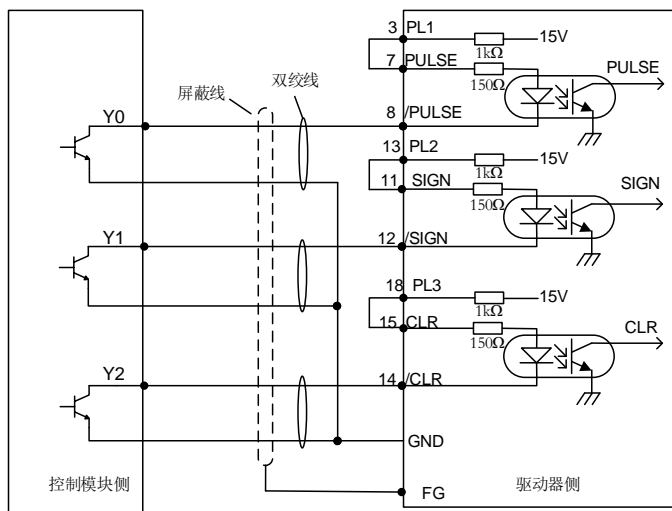 3 PL1
15V
1kΩ
7 PULSE
150Ω
PULSE
双绞线
屏蔽线
Y0
8 /PULSE
13 PL2
15V
1kΩ
11 SIGN
150Ω
SIGN
Y1
12 /SIGN
18 PL3
15V
1kΩ
15 CLR
150Ω
CLR
Y2
14 /CLR
GND
控制模块侧
FG
驱动器侧